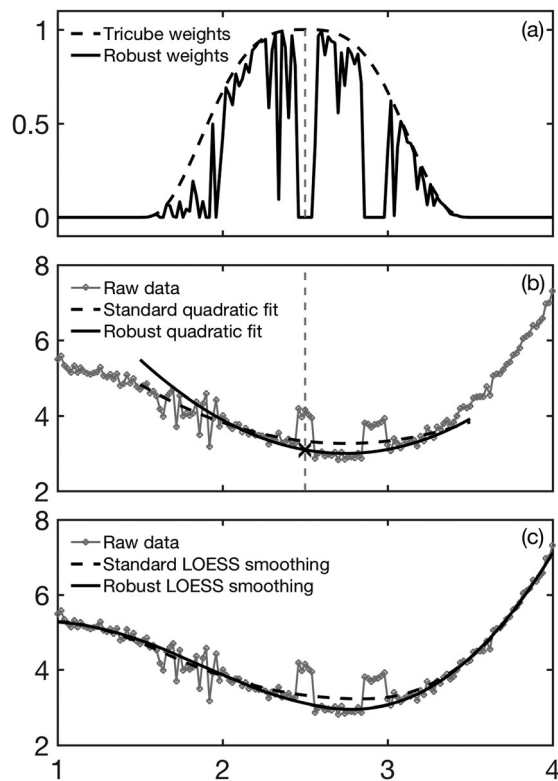 (a)
Tricube weights
Robust weights
1
0.5
0
(b)
Raw data
Standard quadratic fit
Robust quadratic fit
8
6
4
2
(c)
Raw data
Standard LOESS smoothing
Robust LOESS smoothing
8
6
4
2
1 2 3 4